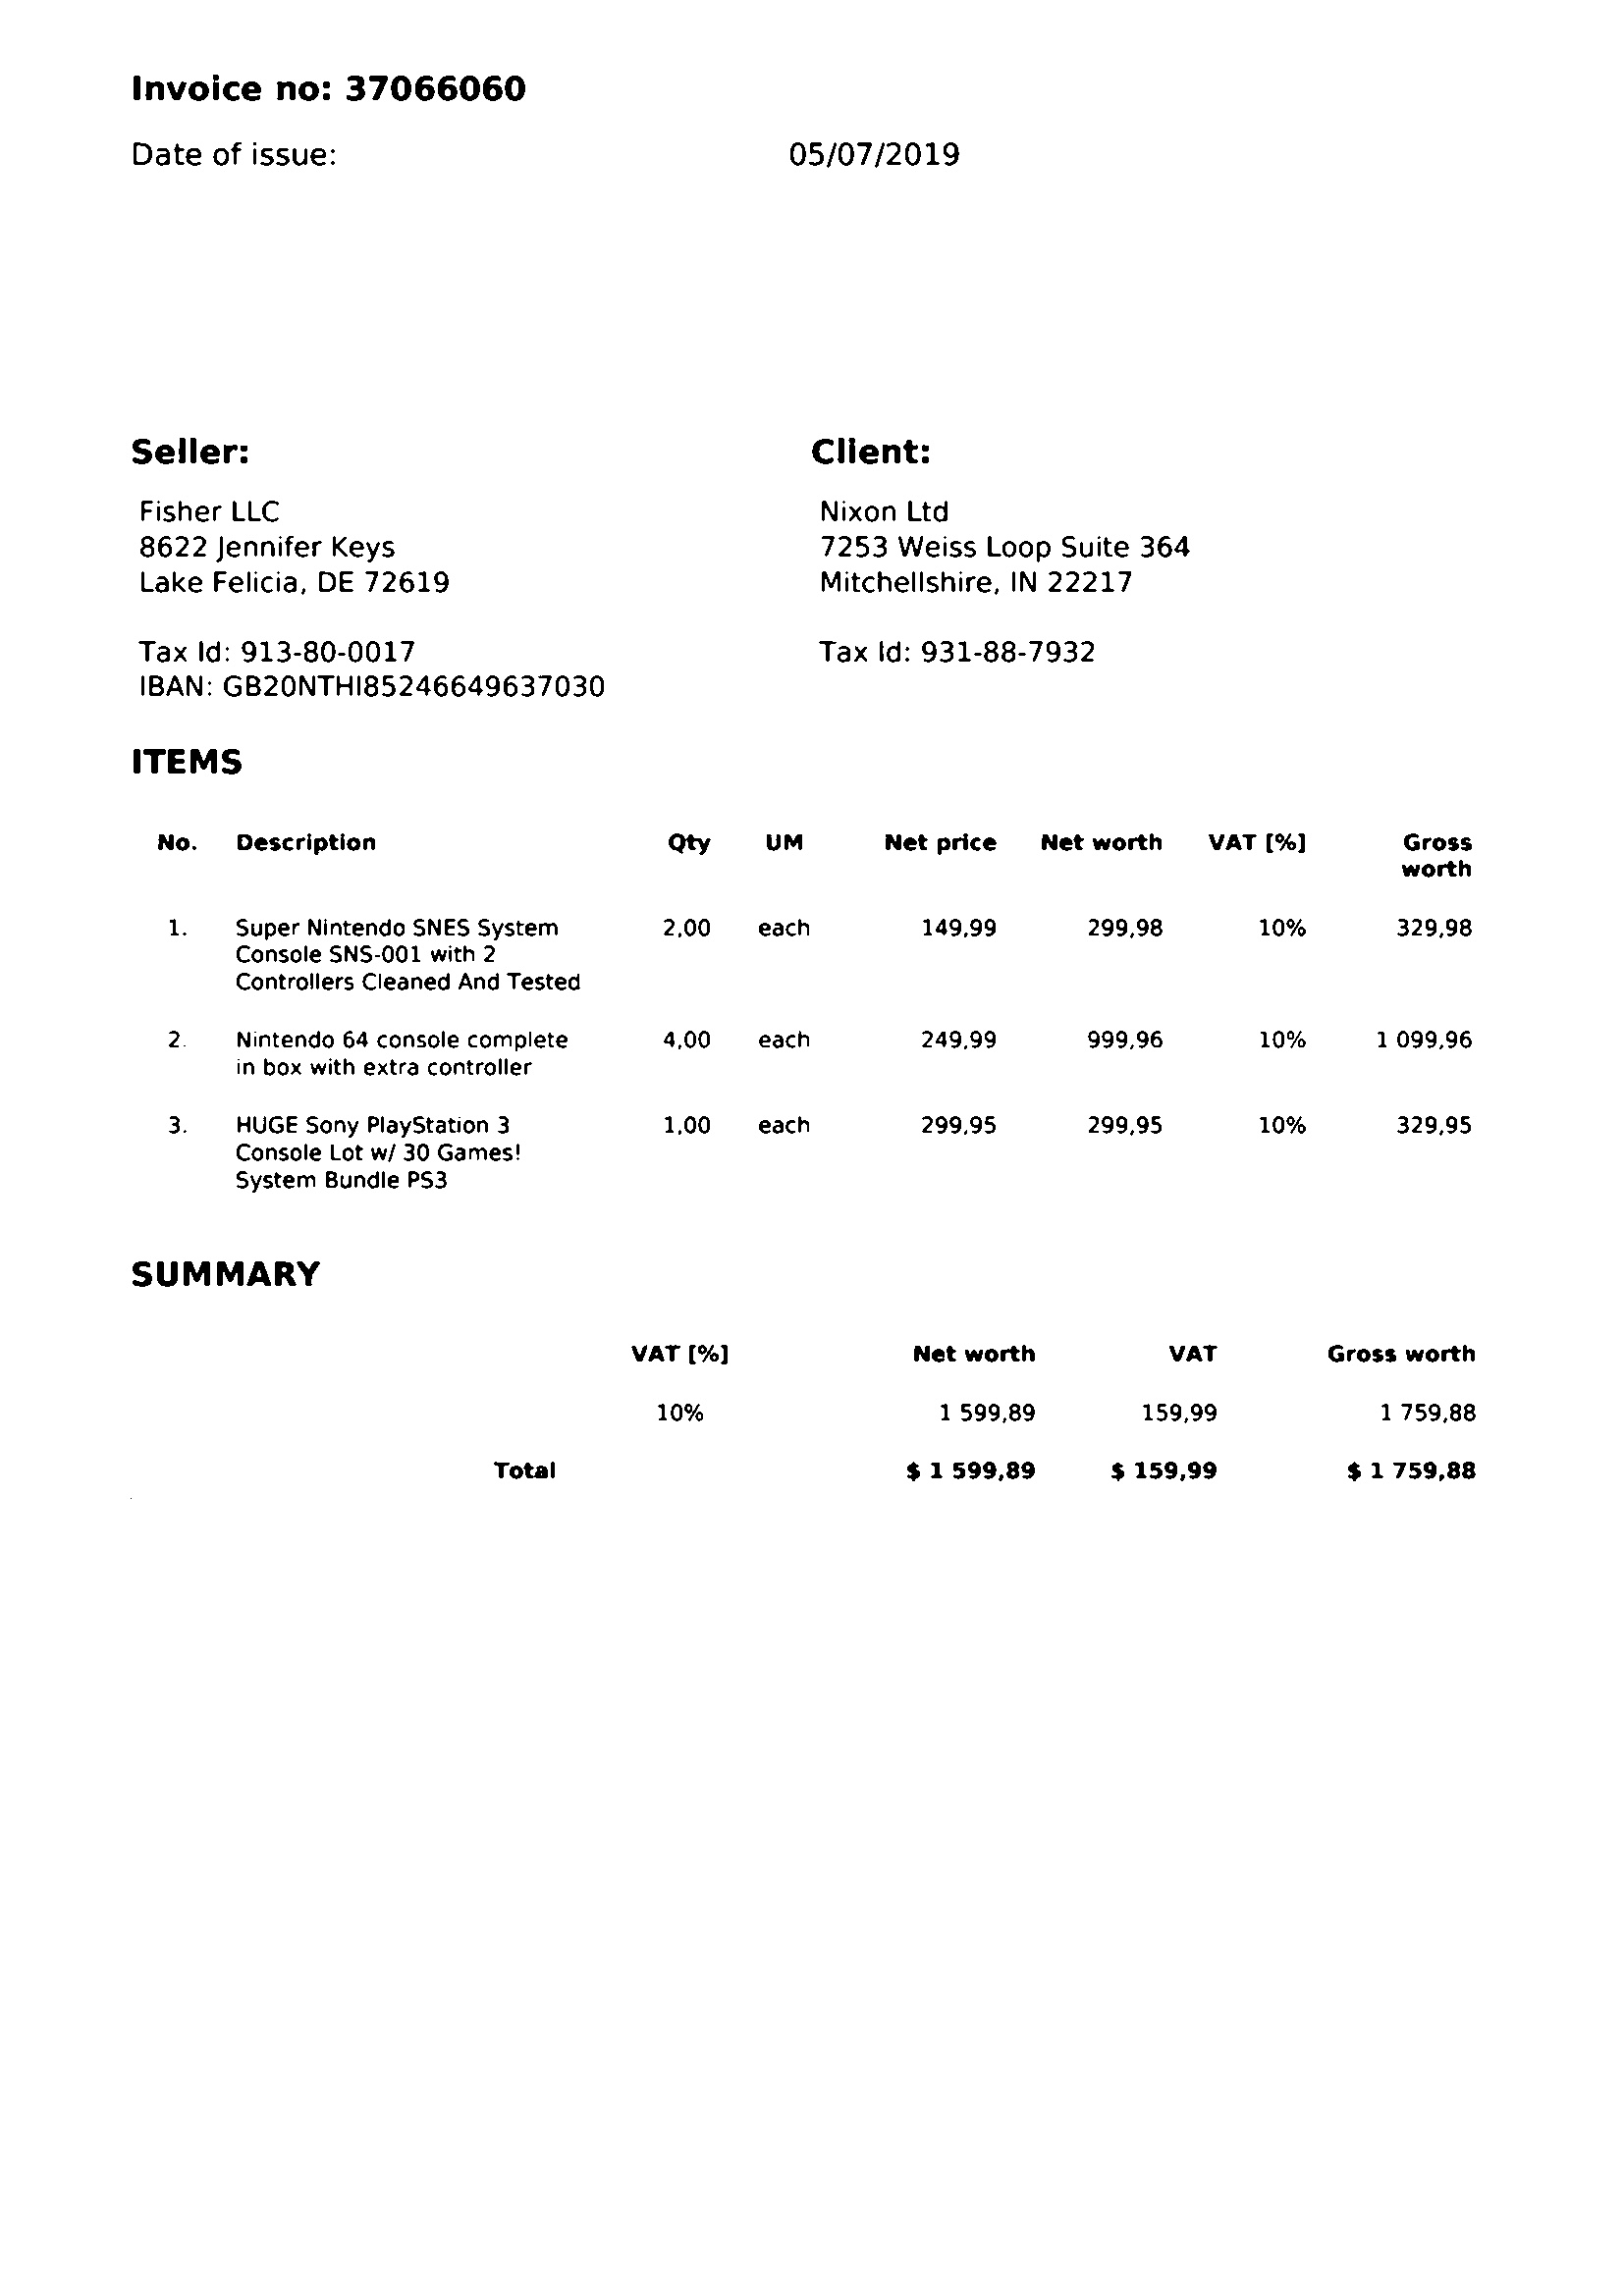 Invoice no: 37066060
Date of issue: 05/07/2019
Seller: Client:
Fisher LLC Nixon Ltd
8622 Jennifer Keys 7253 Weiss Loop Suite 364
Lake Felicia, DE 72619 Mitchellshire, IN 22217
Tax Id: 913-80-0017 Tax Id: 931-88-7932
IBAN: GB20NTHI85246649637030
ITEMS
No. Description Qty UM Net price Net worth VAT [%] Gross
worth
1. Super Nintendo SNES System 2,00 each 149,99 299,98 10% 329,98
Console SNS-001 with 2
Controllers Cleaned And Tested
2. Nintendo 64 console complete 4,00 each 249,99 999,96 10% 1 099,96
in box with extra controller
3. HUGE Sony PlayStation 3 1,00 each 299,95 299,95 10% 329,95
Console Lot w/ 30 Games!
System Bundle PS3
SUMMARY
VAT [%] Net worth VAT Gross worth
10% 1 599,89 159,99 1 759,88
Total $ 1 599,89 $ 159,99 $ 1 759,88